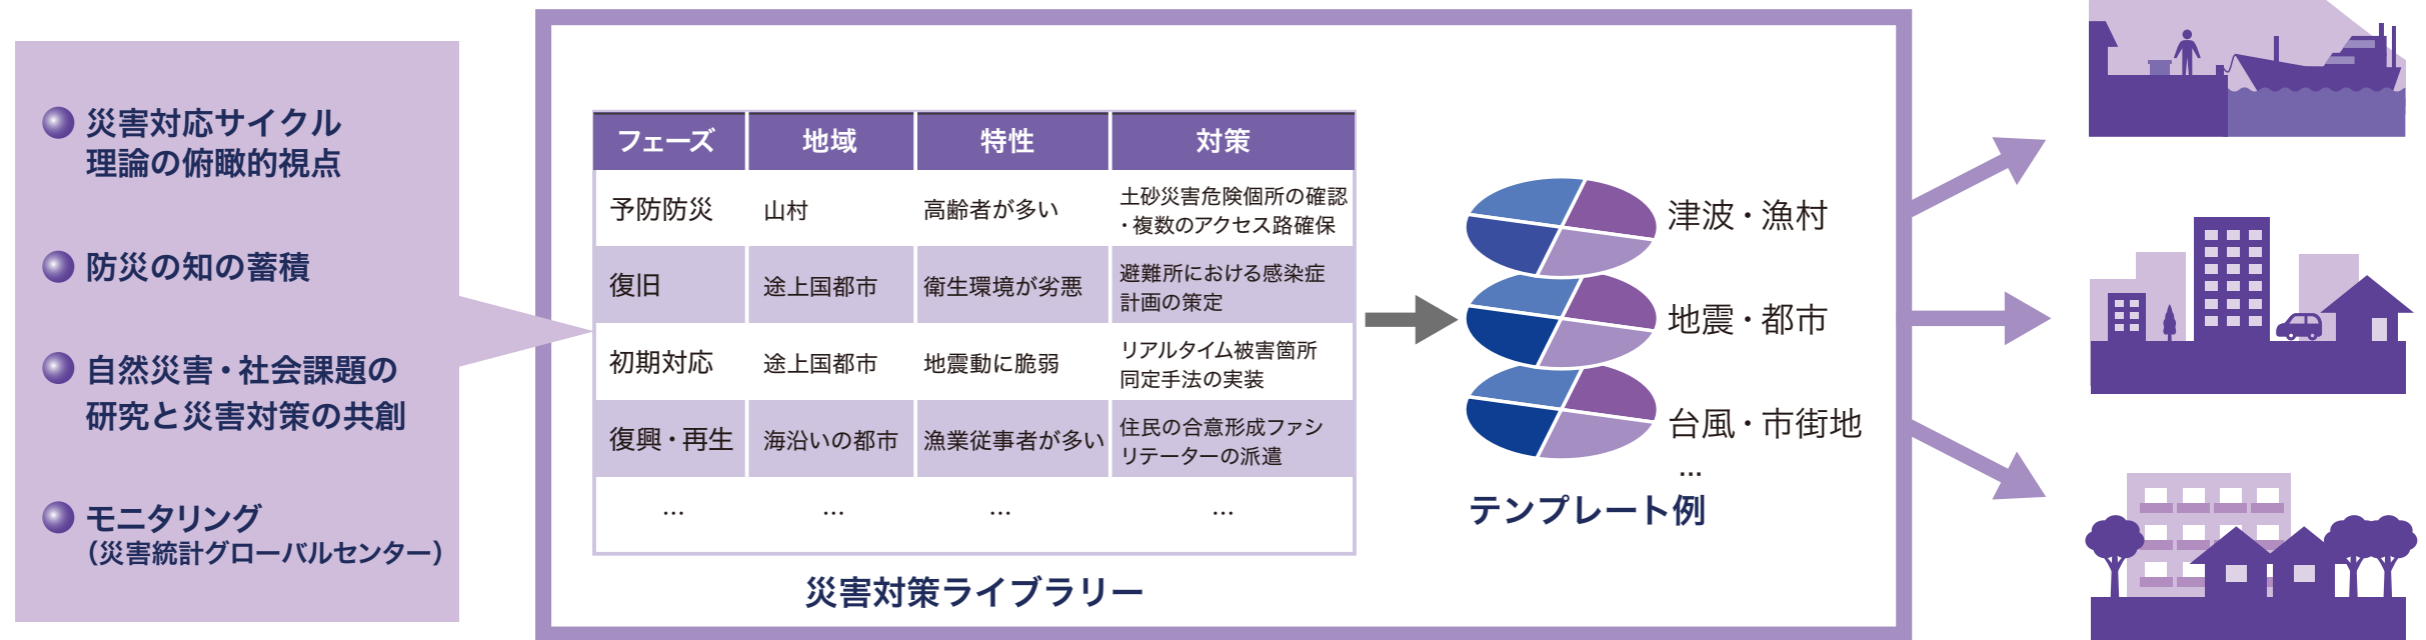 災害対応サイクル
理論の俯瞰的視点
防災の知の蓄積
自然災害・社会課題の
研究と災害対策の共創
モニタリング
（災害統計グローバルセンター）
フェーズ 地域 特性 対策
予防防災 山村 高齢者が多い 土砂災害危険個所の確認
・複数のアクセス路確保
復旧 途上国都市 衛生環境が劣悪 避難所における感染症
計画の策定
初期対応 途上国都市 地震動に脆弱 リアルタイム被害箇所
同定手法の実装
復興・再生 海沿いの都市 漁業従事者が多い 住民の合意形成ファシ
リテーターの派遣
… … … …
災害対策ライブラリー
津波・漁村
地震・都市
台風・市街地
…
テンプレート例